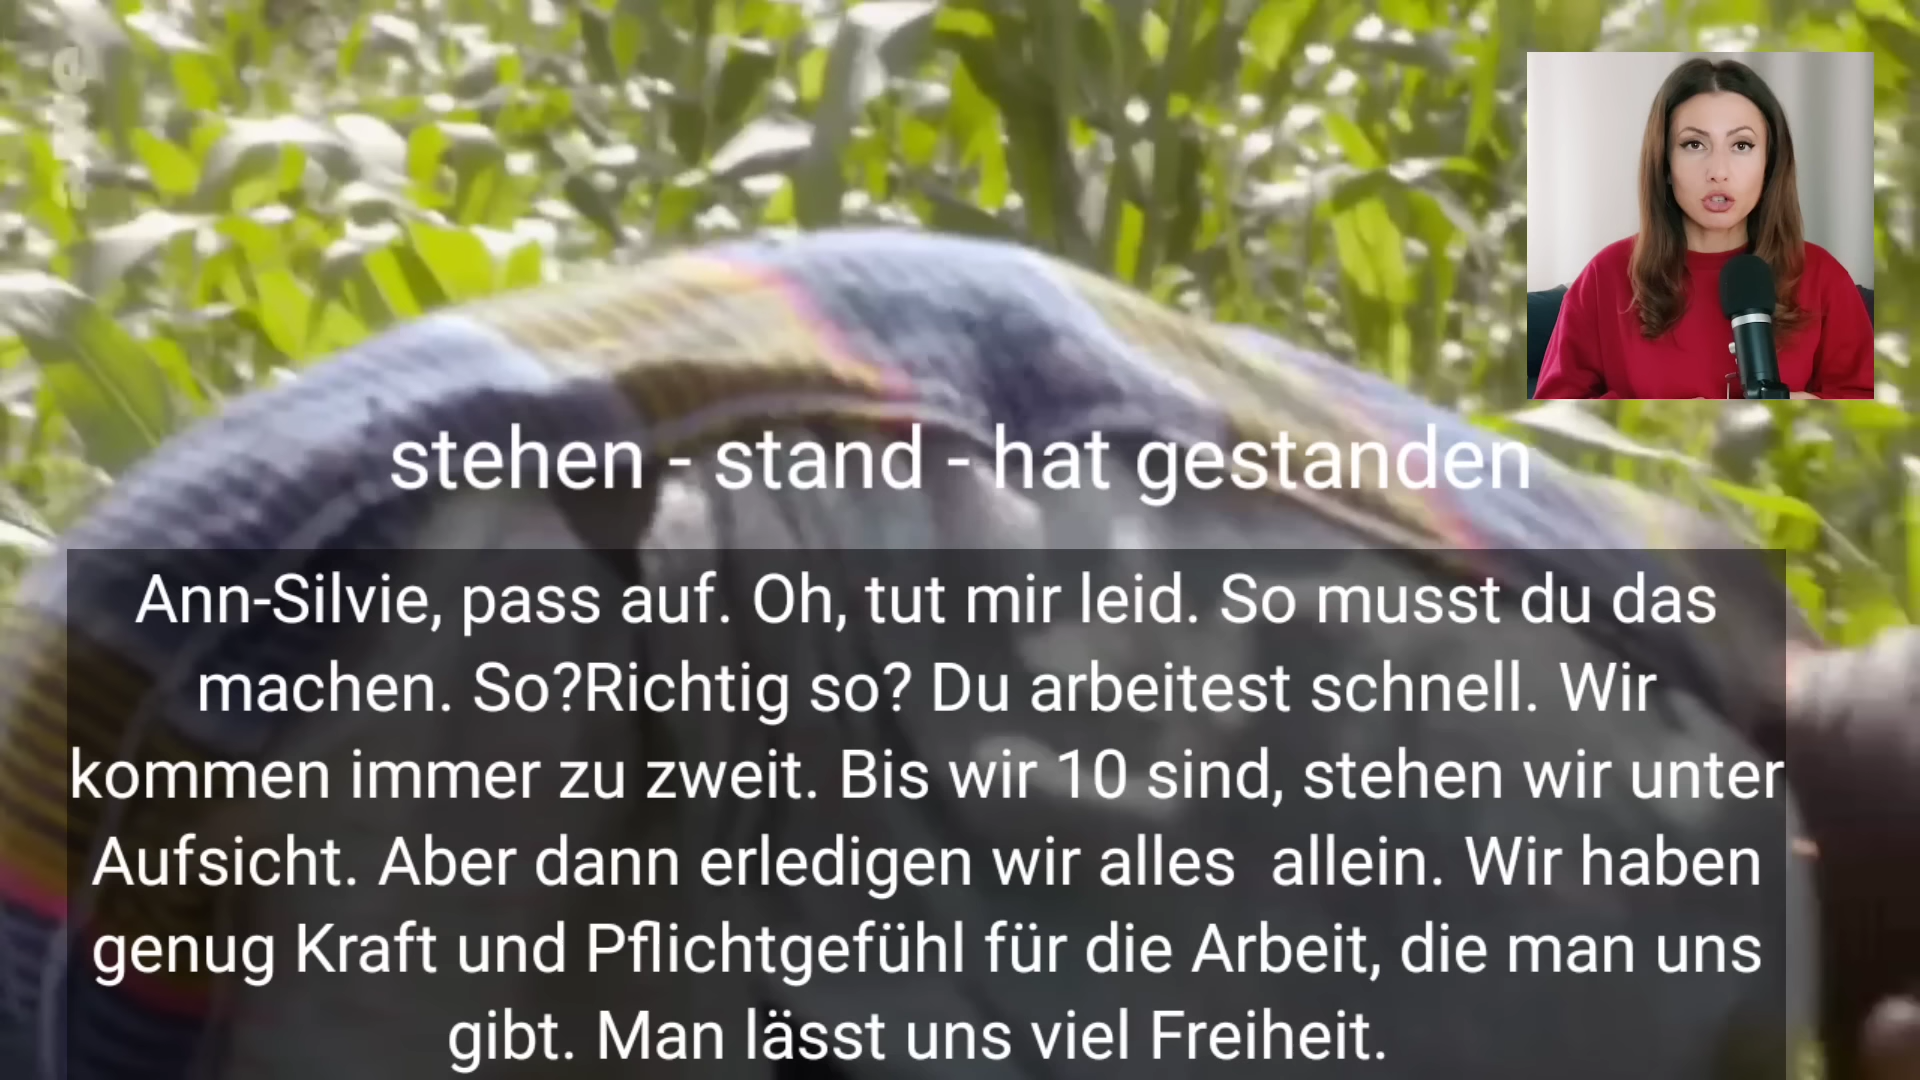 arte
stehen - stand - hat gestanden
Ann-Silvie, pass auf. Oh, tut mir leid. So musst du das
machen. So?Richtig so? Du arbeitest schnell. Wir
kommen immer zu zweit. Bis wir 10 sind, stehen wir unter
Aufsicht. Aber dann erledigen wir alles  allein. Wir haben
genug Kraft und Pflichtgefühl für die Arbeit, die man uns
gibt. Man lässt uns viel Freiheit.